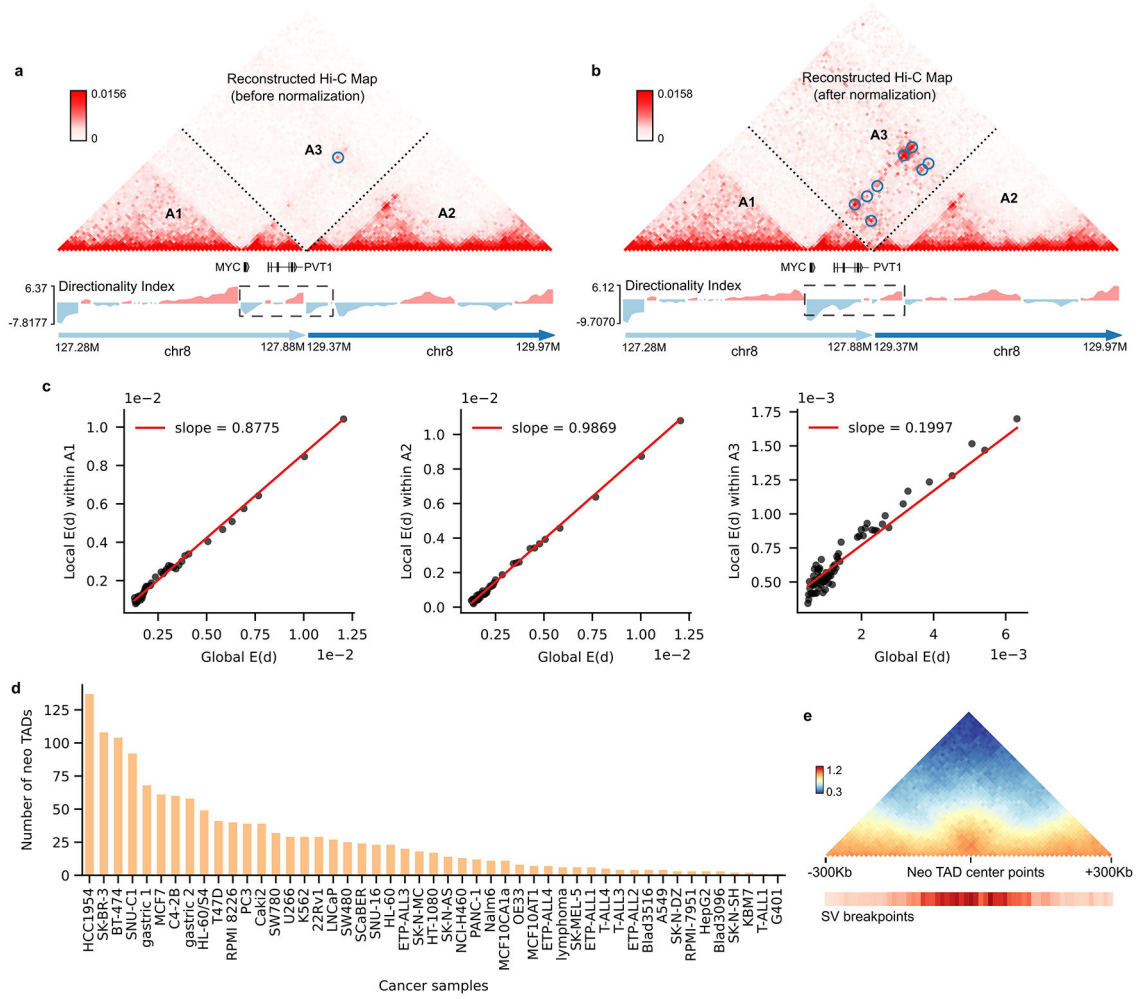 a
Reconstructed Hi-C Map
(before normalization)
0.0156
0
A1
A3
A2
MYC
PVT1
6.37
-7.8177
Directionality Index
127.28M
chr8
127.88M
129.37M
chr8
129.97M
b
Reconstructed Hi-C Map
(after normalization)
0.0158
0
A1
A3
A2
MYC
PVT1
6.12
-9.7070
Directionality Index
127.28M
chr8
127.88M
129.37M
chr8
129.97M
c
1e-2
slope = 0.8775
Local E(d) within A1
1.0
0.8
0.6
0.4
0.2
0.25 0.50 0.75 1.00 1.25
Global E(d)
1e-2
1e-2
slope = 0.9869
Local E(d) within A2
1.0
0.8
0.6
0.4
0.2
0.0
0.25 0.50 0.75 1.00 1.25
Global E(d)
1e-2
1e-3
slope = 0.1997
Local E(d) within A3
1.75
1.50
1.25
1.00
0.75
0.50
2 4 6
Global E(d)
1e-3
d
Number of neo TADs
125
100
75
50
25
0
HCC1954
SK-BR-3
BT-474
SNU-C1
gastric 1
MCF7
C4-2B
gastric 2
HL-60/S4
T47D
RPMI 8226
PC3
Caki2
SW780
U266
K562
22Rv1
LNCaP
SW480
SCaBER
SNU-16
HL-60
ETP-ALL3
SK-N-MC
HT-1080
SK-N-AS
NCI-H460
PANC-1
Nalm6
MCF10CA1a
OE33
MCF10AT1
ETP-ALL4
lymphoma
SK-MEL-5
ETP-ALL1
T-ALL4
T-ALL3
ETP-ALL2
Blad3516
A549
SK-N-DZ
RPMI-7951
HepG2
Blad3096
SK-N-SH
KBM7
T-ALL1
G401
Cancer samples
e
1.2
0.3
-300Kb
Neo TAD center points
+300Kb
SV breakpoints